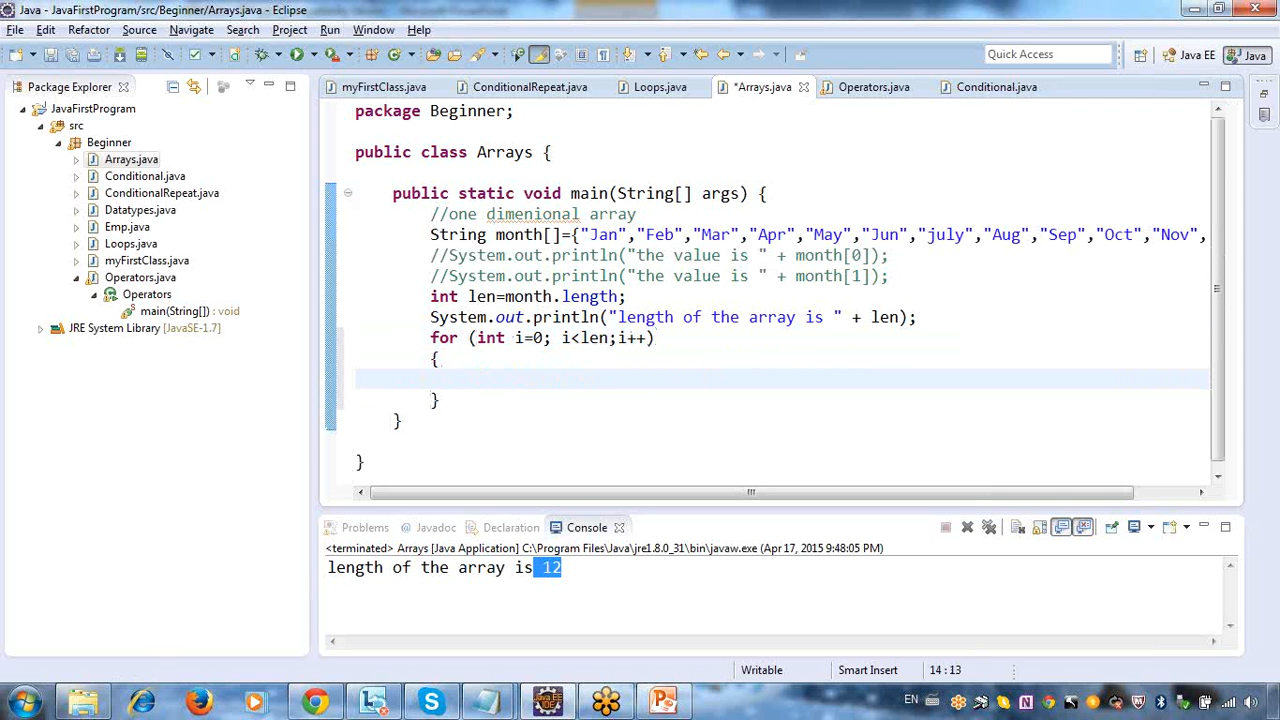 Java - JavaFirstProgram/src/Beginner/Arrays.java - Eclipse
File Edit Refactor Source Navigate Search Project Run Window Help
Quick Access
Java EE
Java
Package Explorer
JavaFirstProgram
src
Beginner
Arrays.java
Conditional.java
ConditionalRepeat.java
Datatypes.java
Emp.java
Loops.java
myFirstClass.java
Operators.java
Operators
main(String[]) : void
JRE System Library [JavaSE-1.7]
myFirstClass.java ConditionalRepeat.java Loops.java *Arrays.java Operators.java Conditional.java
package Beginner;
public class Arrays {
public static void main(String[] args) {
//one dimenional array
String month[]={"Jan","Feb","Mar","Apr","May","Jun","july","Aug","Sep","Oct","Nov",
//System.out.println("the value is " + month[0]);
//System.out.println("the value is " + month[1]);
int len=month.length;
System.out.println("length of the array is " + len);
for (int i=0; i<len;i++)
{
}
}
}
Problems Javadoc Declaration Console
<terminated> Arrays [Java Application] C:\Program Files\Java\jre1.8.0_31\bin\javaw.exe (Apr 17, 2015 9:48:05 PM)
length of the array is 12
Writable Smart Insert 14 : 13
EN